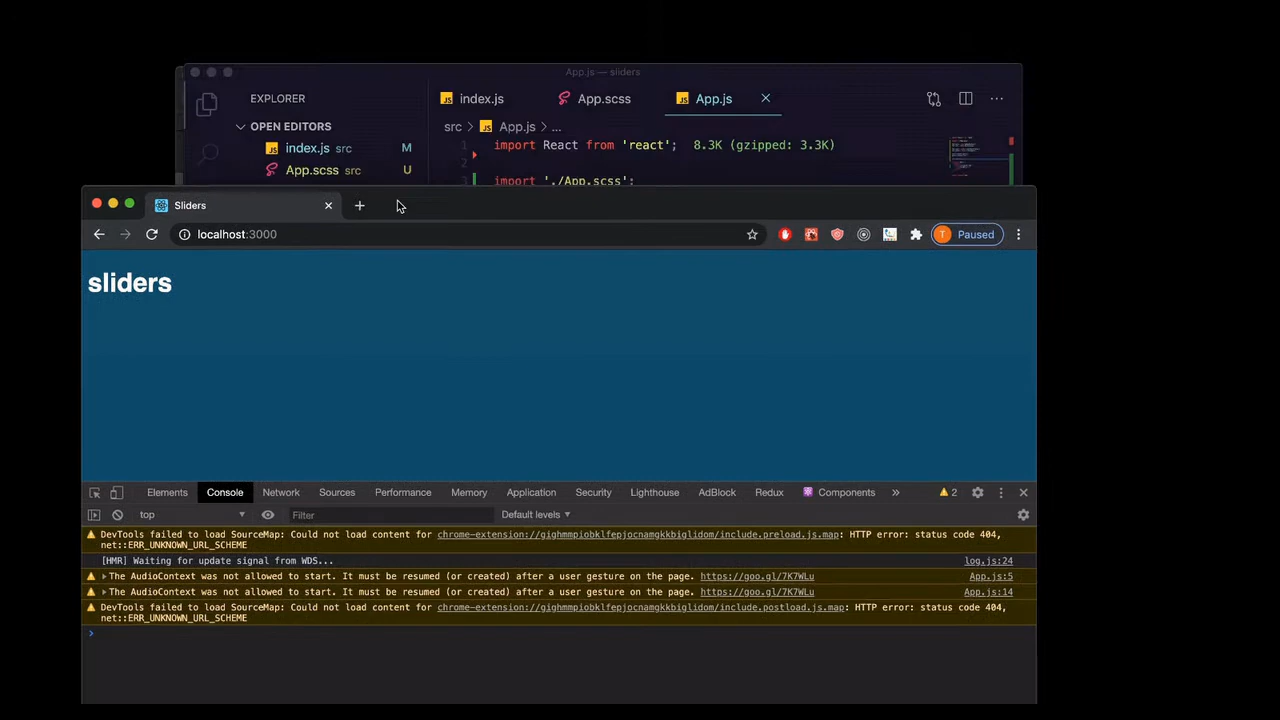 App.js — sliders
EXPLORER
index.js
App.scss
App.js
OPEN EDITORS
src > App.js > ...
index.js src M
1 import React from 'react'; 8.3K (gzipped: 3.3K)
2
App.scss src U
3 import './App.scss';
Sliders
localhost:3000
T Paused
sliders
Elements Console Network Sources Performance Memory Application Security Lighthouse AdBlock Redux Components » 2
top Filter Default levels
DevTools failed to load SourceMap: Could not load content for chrome-extension://gighmmpiobklfepjocnamgkkbiglidom/include.preload.js.map: HTTP error: status code 404,
net::ERR_UNKNOWN_URL_SCHEME
[HMR] Waiting for update signal from WDS... log.js:24
The AudioContext was not allowed to start. It must be resumed (or created) after a user gesture on the page. https://goo.gl/7K7WLu App.js:5
The AudioContext was not allowed to start. It must be resumed (or created) after a user gesture on the page. https://goo.gl/7K7WLu App.js:14
DevTools failed to load SourceMap: Could not load content for chrome-extension://gighmmpiobklfepjocnamgkkbiglidom/include.postload.js.map: HTTP error: status code 404,
net::ERR_UNKNOWN_URL_SCHEME